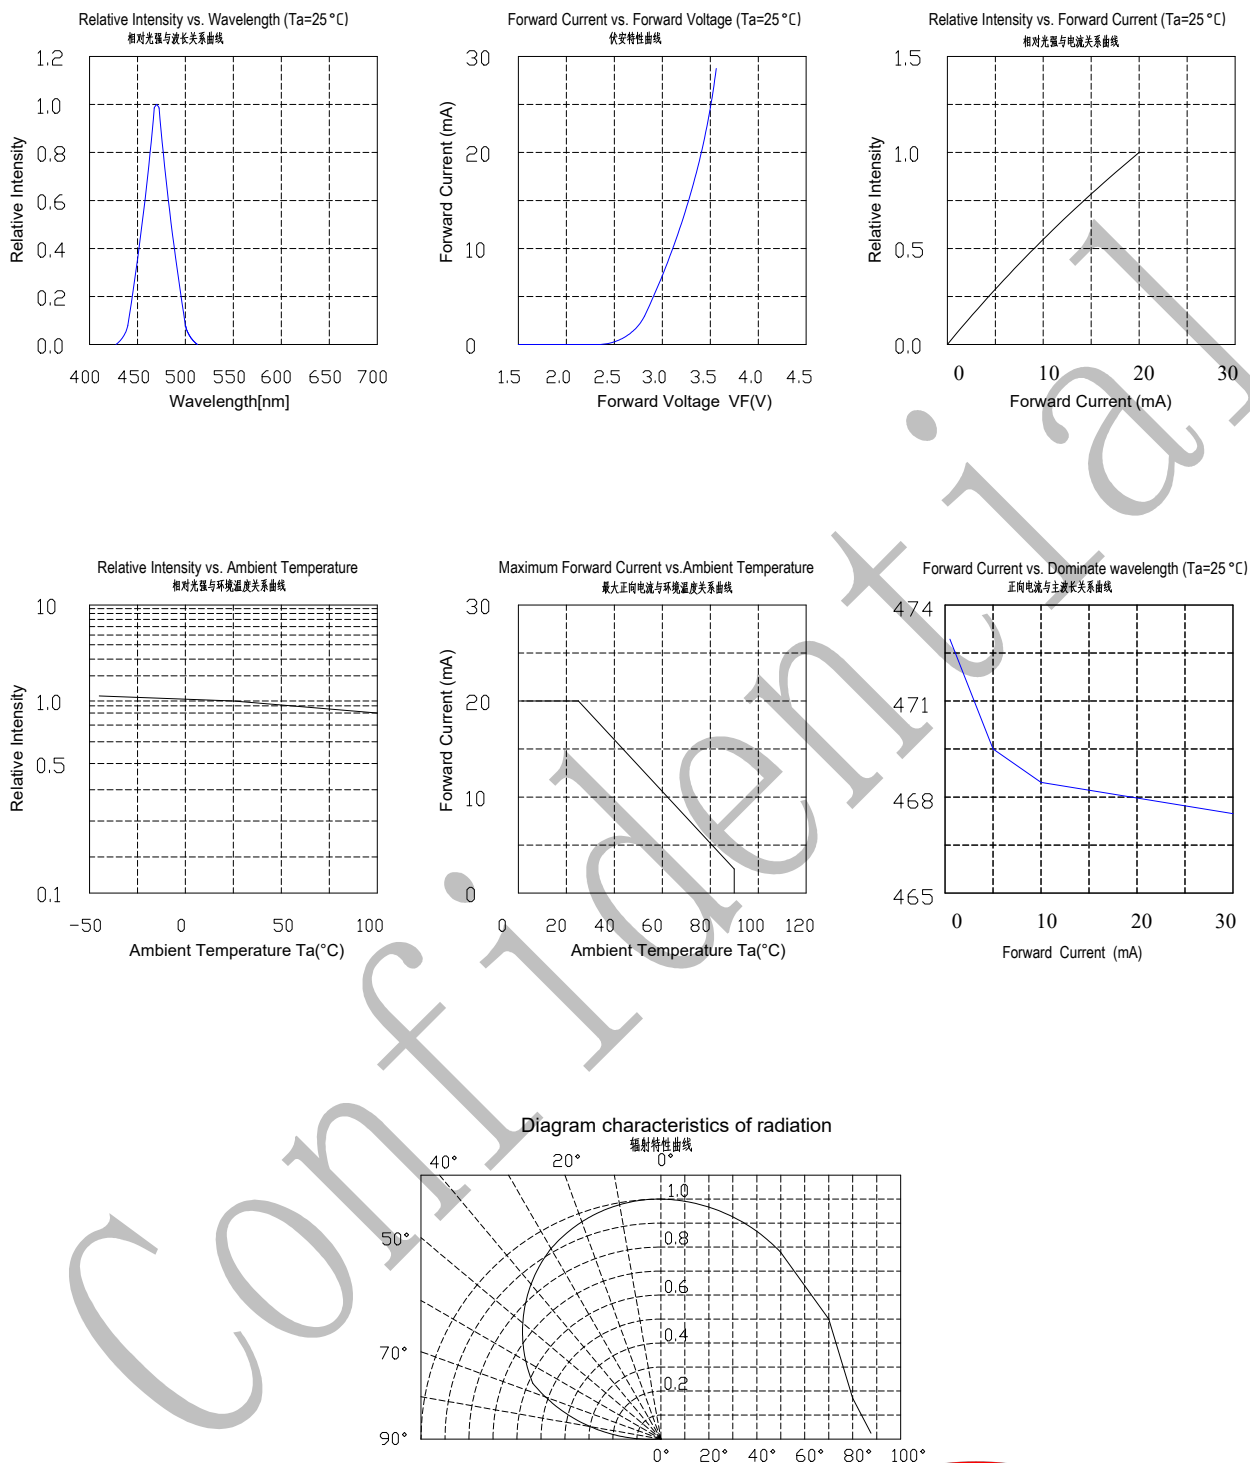 Relative Intensity vs. Wavelength (Ta=25°C)
相对光强与波长关系曲线
1.2
1.0
0.8
0.6
0.4
0.2
0.0
Relative Intensity
400 450 500 550 600 650 700
Wavelength[nm]
Forward Current vs. Forward Voltage (Ta=25°C)
伏安特性曲线
30
20
10
0
Forward Current (mA)
1.5 2.0 2.5 3.0 3.5 4.0 4.5
Forward Voltage VF(V)
Relative Intensity vs. Forward Current (Ta=25°C)
相对光强与电流关系曲线
1.5
1.0
0.5
0.0
Relative Intensity
0 10 20 30
Forward Current (mA)
Relative Intensity vs. Ambient Temperature
相对光强与环境温度关系曲线
10
1.0
0.5
0.1
Relative Intensity
-50 0 50 100
Ambient Temperature Ta(°C)
Maximum Forward Current vs.Ambient Temperature
最大正向电流与环境温度关系曲线
30
20
10
0
Forward Current (mA)
0 20 40 60 80 100 120
Ambient Temperature Ta(°C)
Forward Current vs. Dominate wavelength (Ta=25°C)
正向电流与主波长关系曲线
474
471
468
465
0 10 20 30
Forward Current (mA)
Diagram characteristics of radiation
辐射特性曲线
40° 20° 0°
50°
70°
90°
1.0
0.8
0.6
0.4
0.2
0° 20° 40° 60° 80° 100°
Confidential